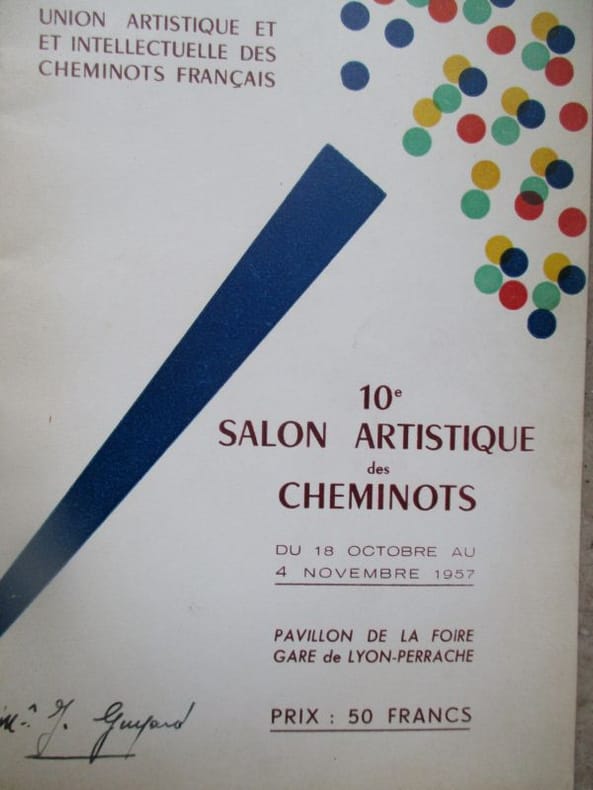 UNION ARTISTIQUE ET
ET INTELLECTUELLE DES
CHEMINOTS FRANÇAIS
10e
SALON ARTISTIQUE
des
CHEMINOTS
DU 18 OCTOBRE AU
4 NOVEMBRE 1957
PAVILLON DE LA FOIRE
GARE de LYON-PERRACHE
PRIX : 50 FRANCS